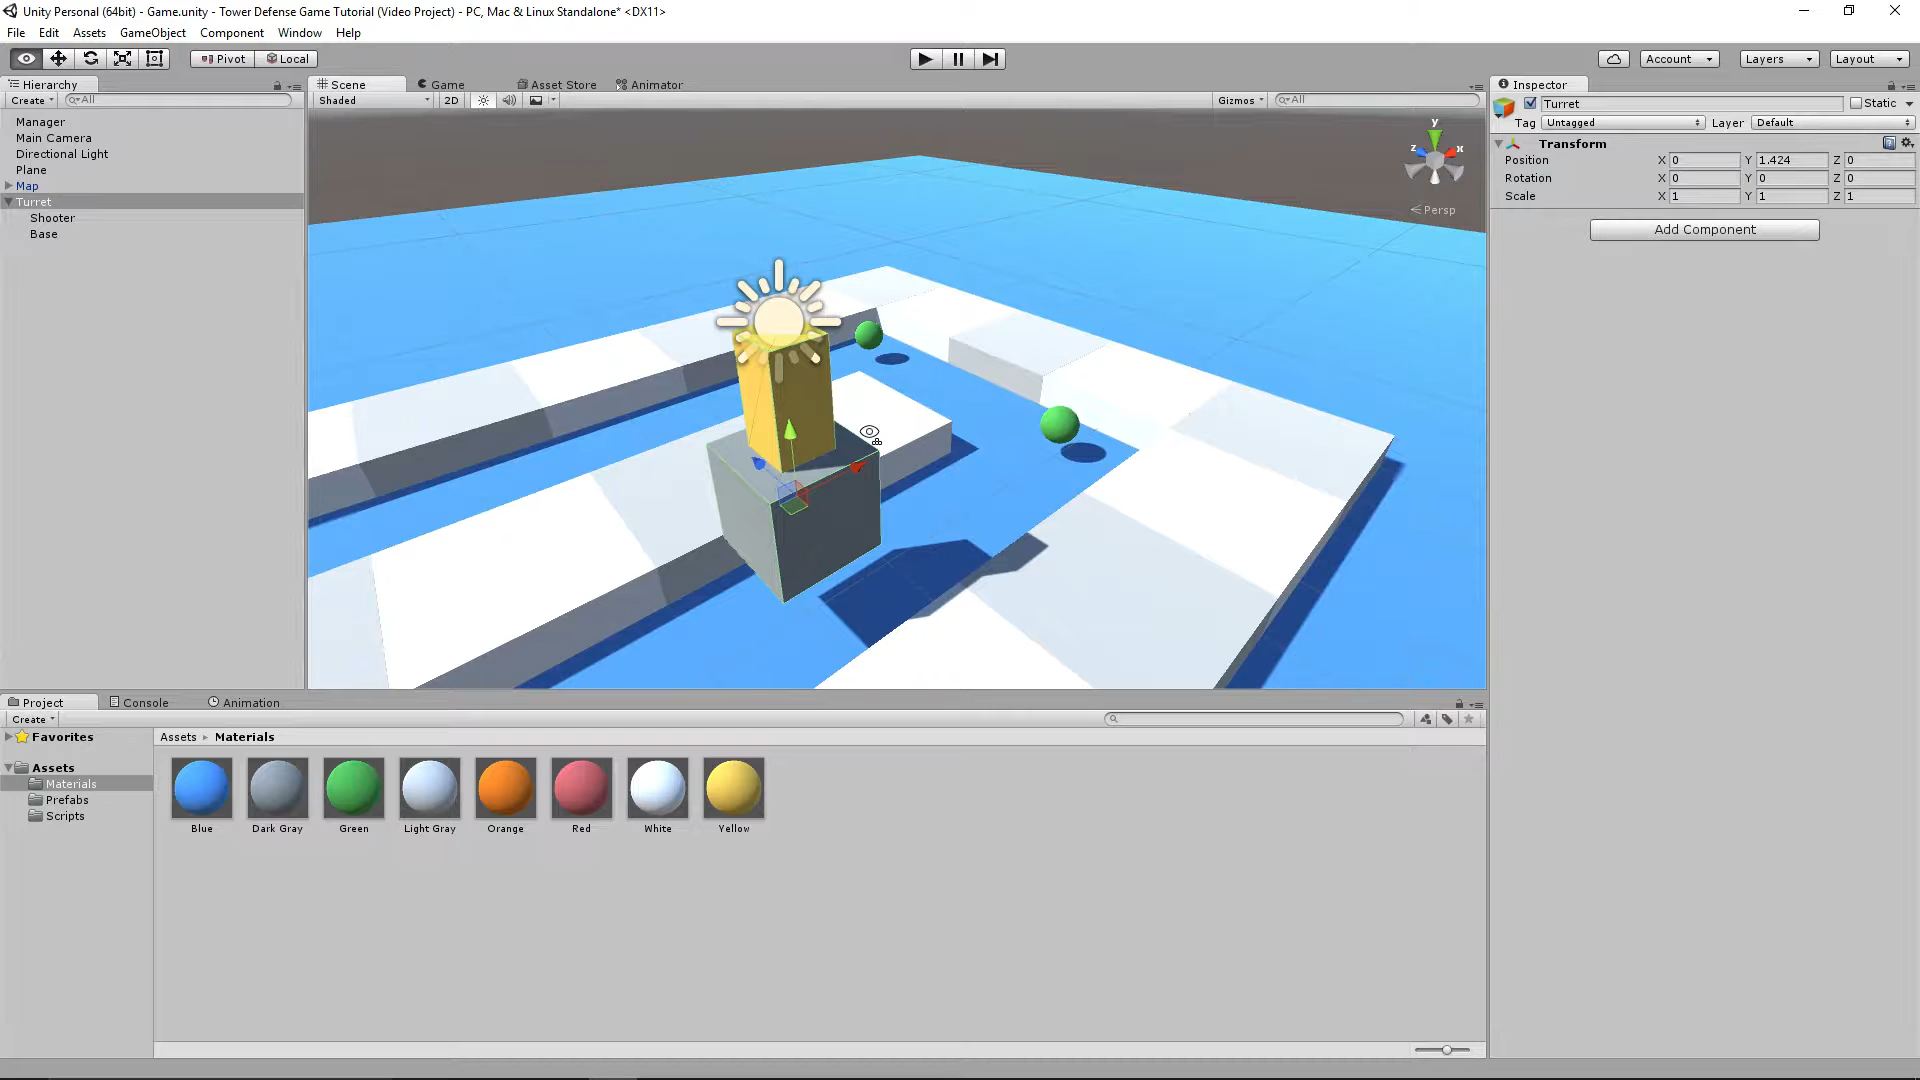 Unity Personal (64bit) - Game.unity - Tower Defense Game Tutorial (Video Project) - PC, Mac & Linux Standalone* <DX11>
File Edit Assets GameObject Component Window Help
Pivot Local Account Layers Layout
Hierarchy
Create All
Manager
Main Camera
Directional Light
Plane
Map
Turret
Shooter
Base
Scene Game Asset Store Animator
Shaded 2D Gizmos All
y
z x
Persp
Inspector
Turret Static
Tag Untagged Layer Default
Transform
Position X 0 Y 1.424 Z 0
Rotation X 0 Y 0 Z 0
Scale X 1 Y 1 Z 1
Add Component
Project Console Animation
Create
Favorites
Assets
Materials
Prefabs
Scripts
Assets Materials
Blue Dark Gray Green Light Gray Orange Red White Yellow